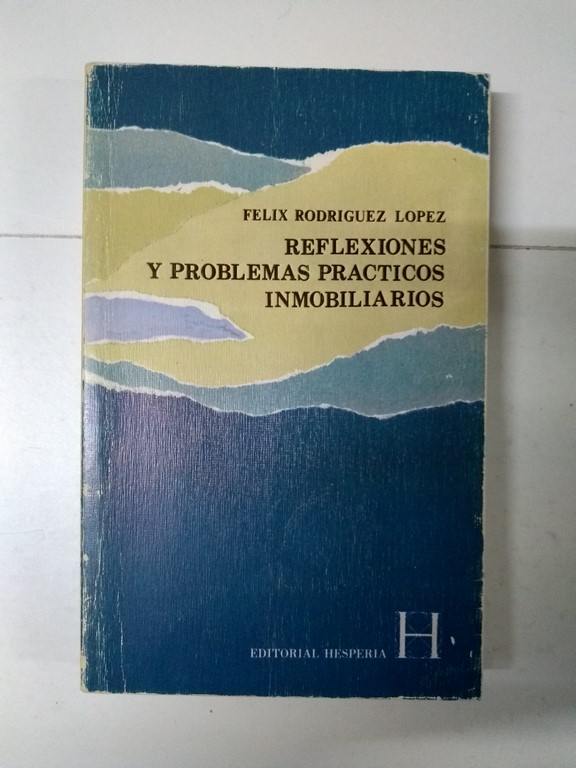 FELIX RODRIGUEZ LOPEZ
REFLEXIONES
Y PROBLEMAS PRACTICOS
INMOBILIARIOS
EDITORIAL HESPERIA H